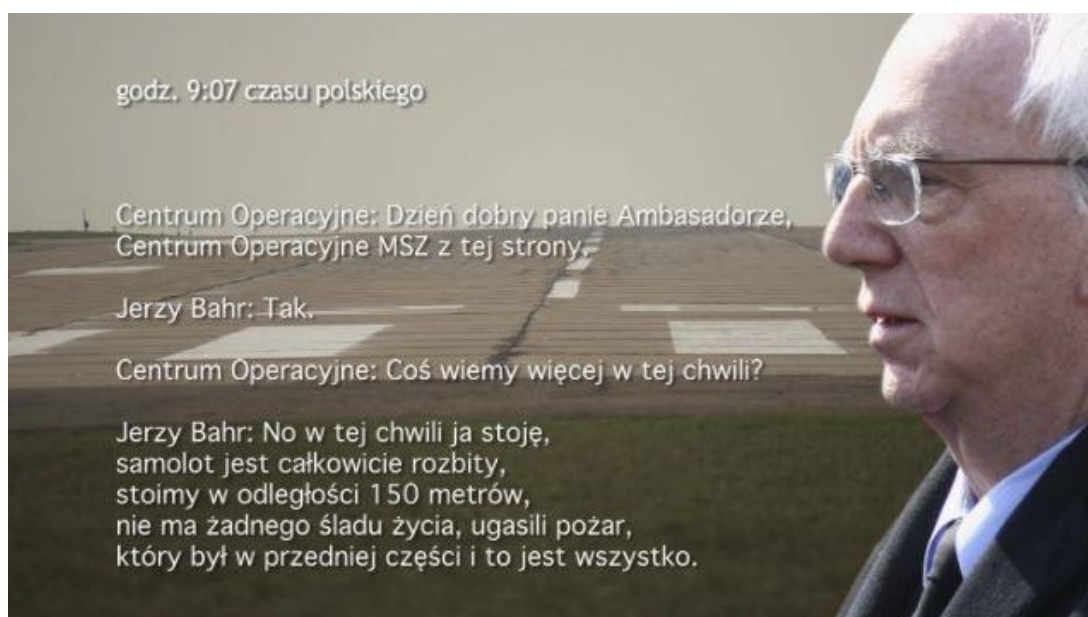 godz. 9:07 czasu polskiego
Centrum Operacyjne: Dzień dobry panie Ambasadorze,
Centrum Operacyjne MSZ z tej strony,
Jerzy Bahr: Tak.
Centrum Operacyjne: Coś wiemy więcej w tej chwili?
Jerzy Bahr: No w tej chwili ja stoję,
samolot jest całkowicie rozbity,
stoimy w odległości 150 metrów,
nie ma żadnego śladu życia, ugasili pożar,
który był w przedniej części i to jest wszystko.